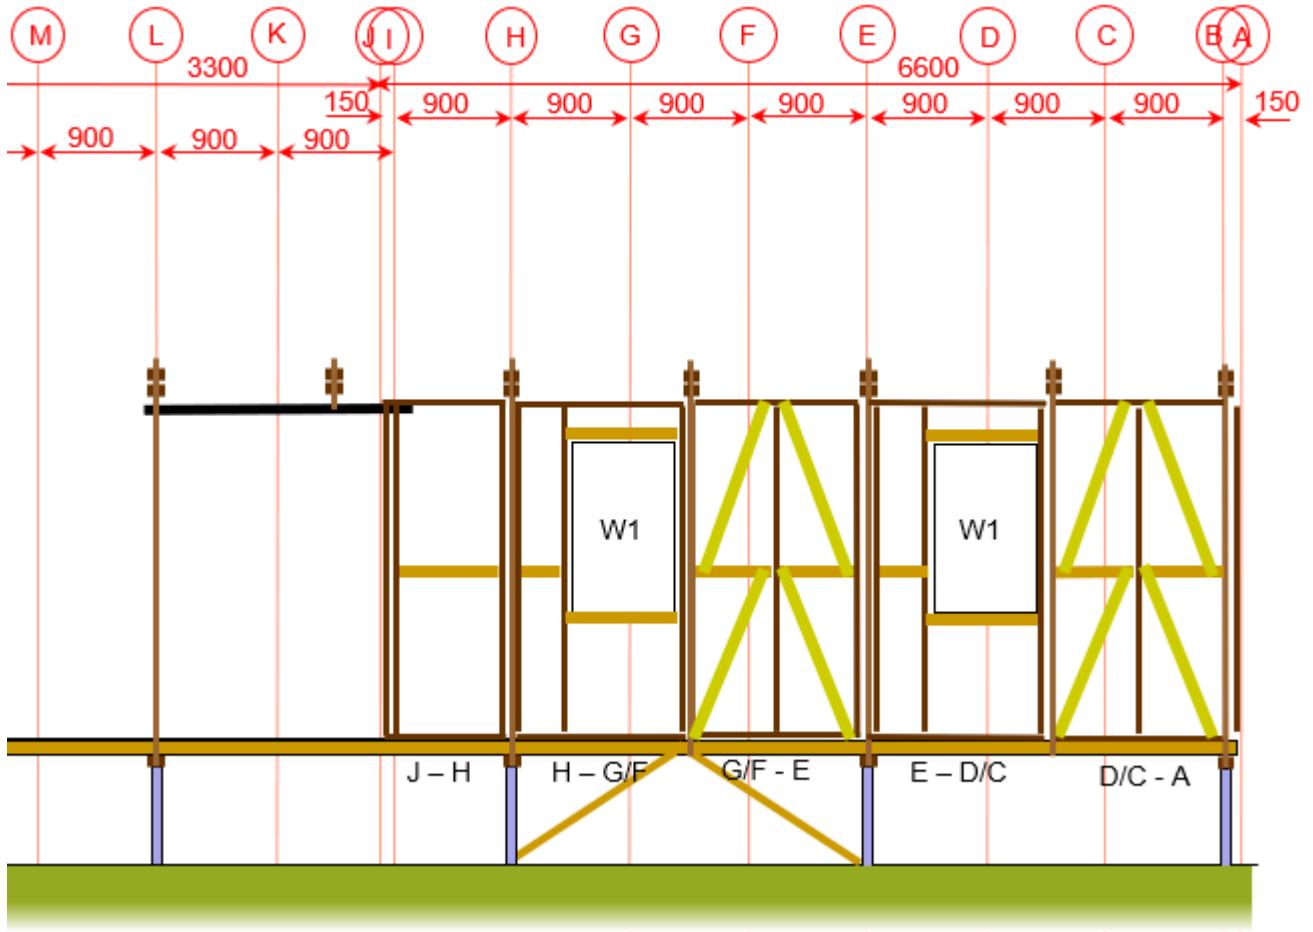 M L K J I H G F E D C B A
3300 6600
150 900 900 900 900 900 900 900 150
900 900 900
W1 W1
J – H H – G/F G/F - E E – D/C D/C - A